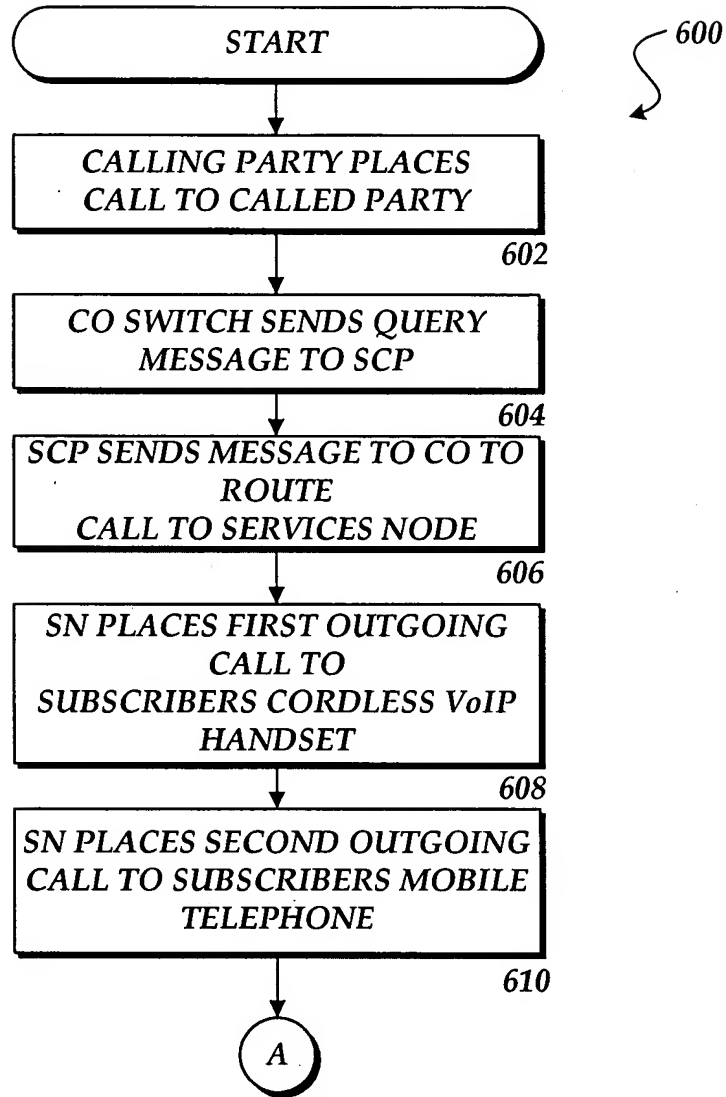 START
600
CALLING PARTY PLACES
CALL TO CALLED PARTY
602
CO SWITCH SENDS QUERY
MESSAGE TO SCP
604
SCP SENDS MESSAGE TO CO TO
ROUTE
CALL TO SERVICES NODE
606
SN PLACES FIRST OUTGOING
CALL TO
SUBSCRIBERS CORDLESS VoIP
HANDSET
608
SN PLACES SECOND OUTGOING
CALL TO SUBSCRIBERS MOBILE
TELEPHONE
610
A